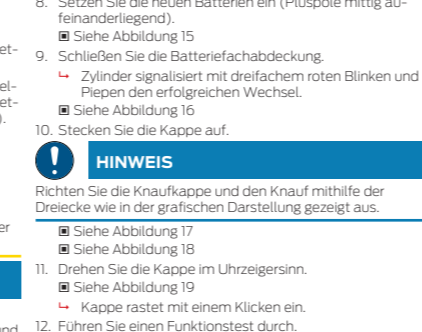 8. Setzen Sie die neuen Batterien ein (Pluspole mittig au-
feinanderliegend).
Siehe Abbildung 15
9. Schließen Sie die Batteriefachabdeckung.
↳ Zylinder signalisiert mit dreifachem roten Blinken und
Piepen den erfolgreichen Wechsel.
Siehe Abbildung 16
10. Stecken Sie die Kappe auf.
HINWEIS
Richten Sie die Knaufkappe und den Knauf mithilfe der
Dreiecke wie in der grafischen Darstellung gezeigt aus.
Siehe Abbildung 17
Siehe Abbildung 18
11. Drehen Sie die Kappe im Uhrzeigersinn.
Siehe Abbildung 19
↳ Kappe rastet mit einem Klicken ein.
12. Führen Sie einen Funktionstest durch.